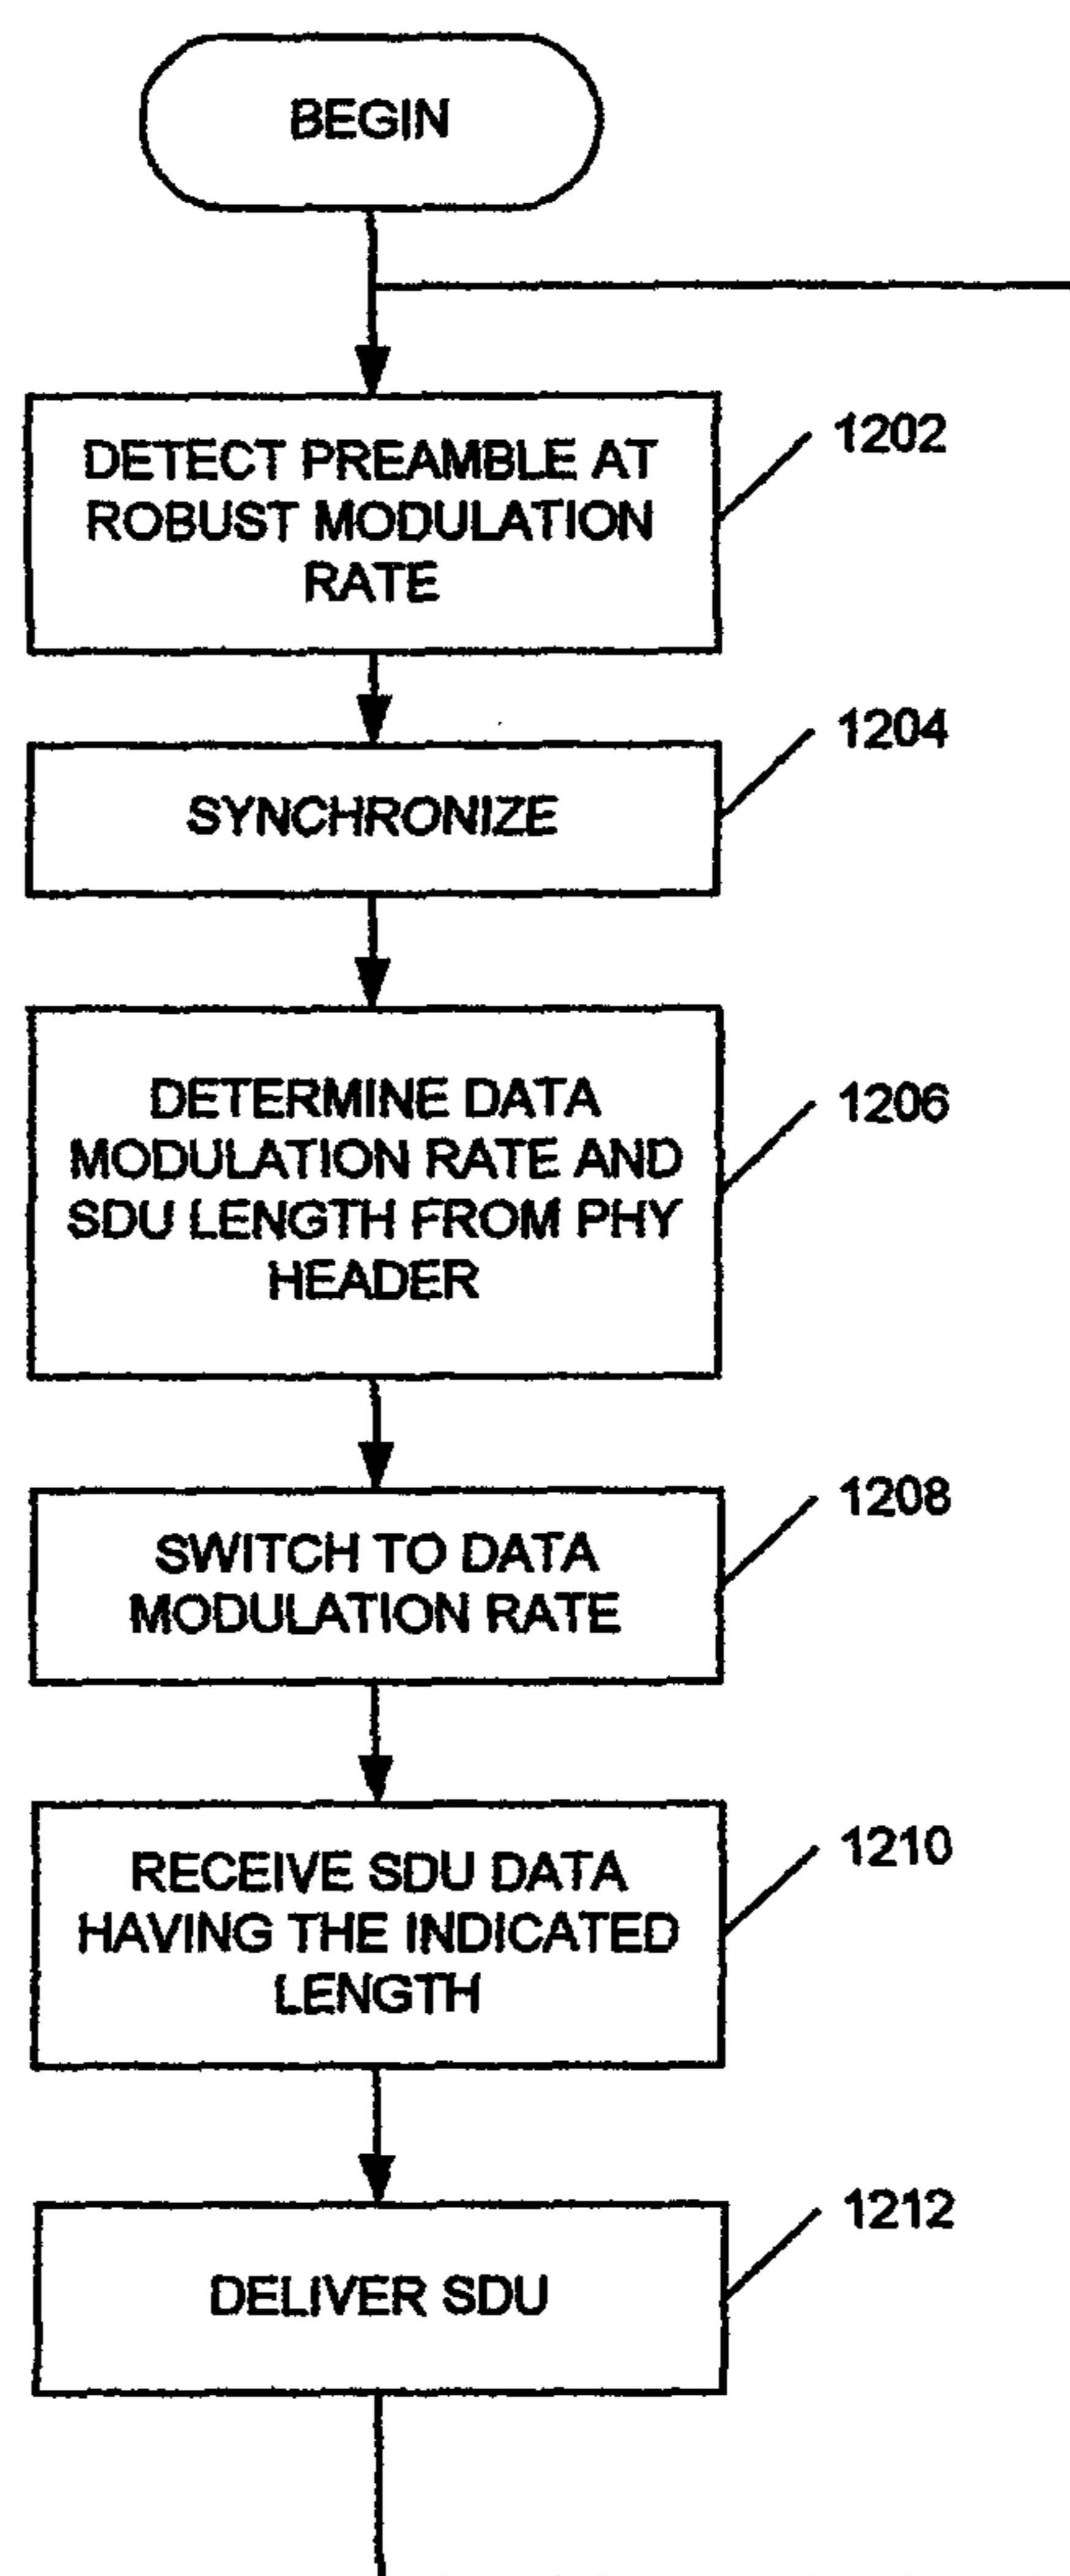 BEGIN
DETECT PREAMBLE AT
ROBUST MODULATION
RATE
1202
SYNCHRONIZE
1204
DETERMINE DATA
MODULATION RATE AND
SDU LENGTH FROM PHY
HEADER
1206
SWITCH TO DATA
MODULATION RATE
1208
RECEIVE SDU DATA
HAVING THE INDICATED
LENGTH
1210
DELIVER SDU
1212